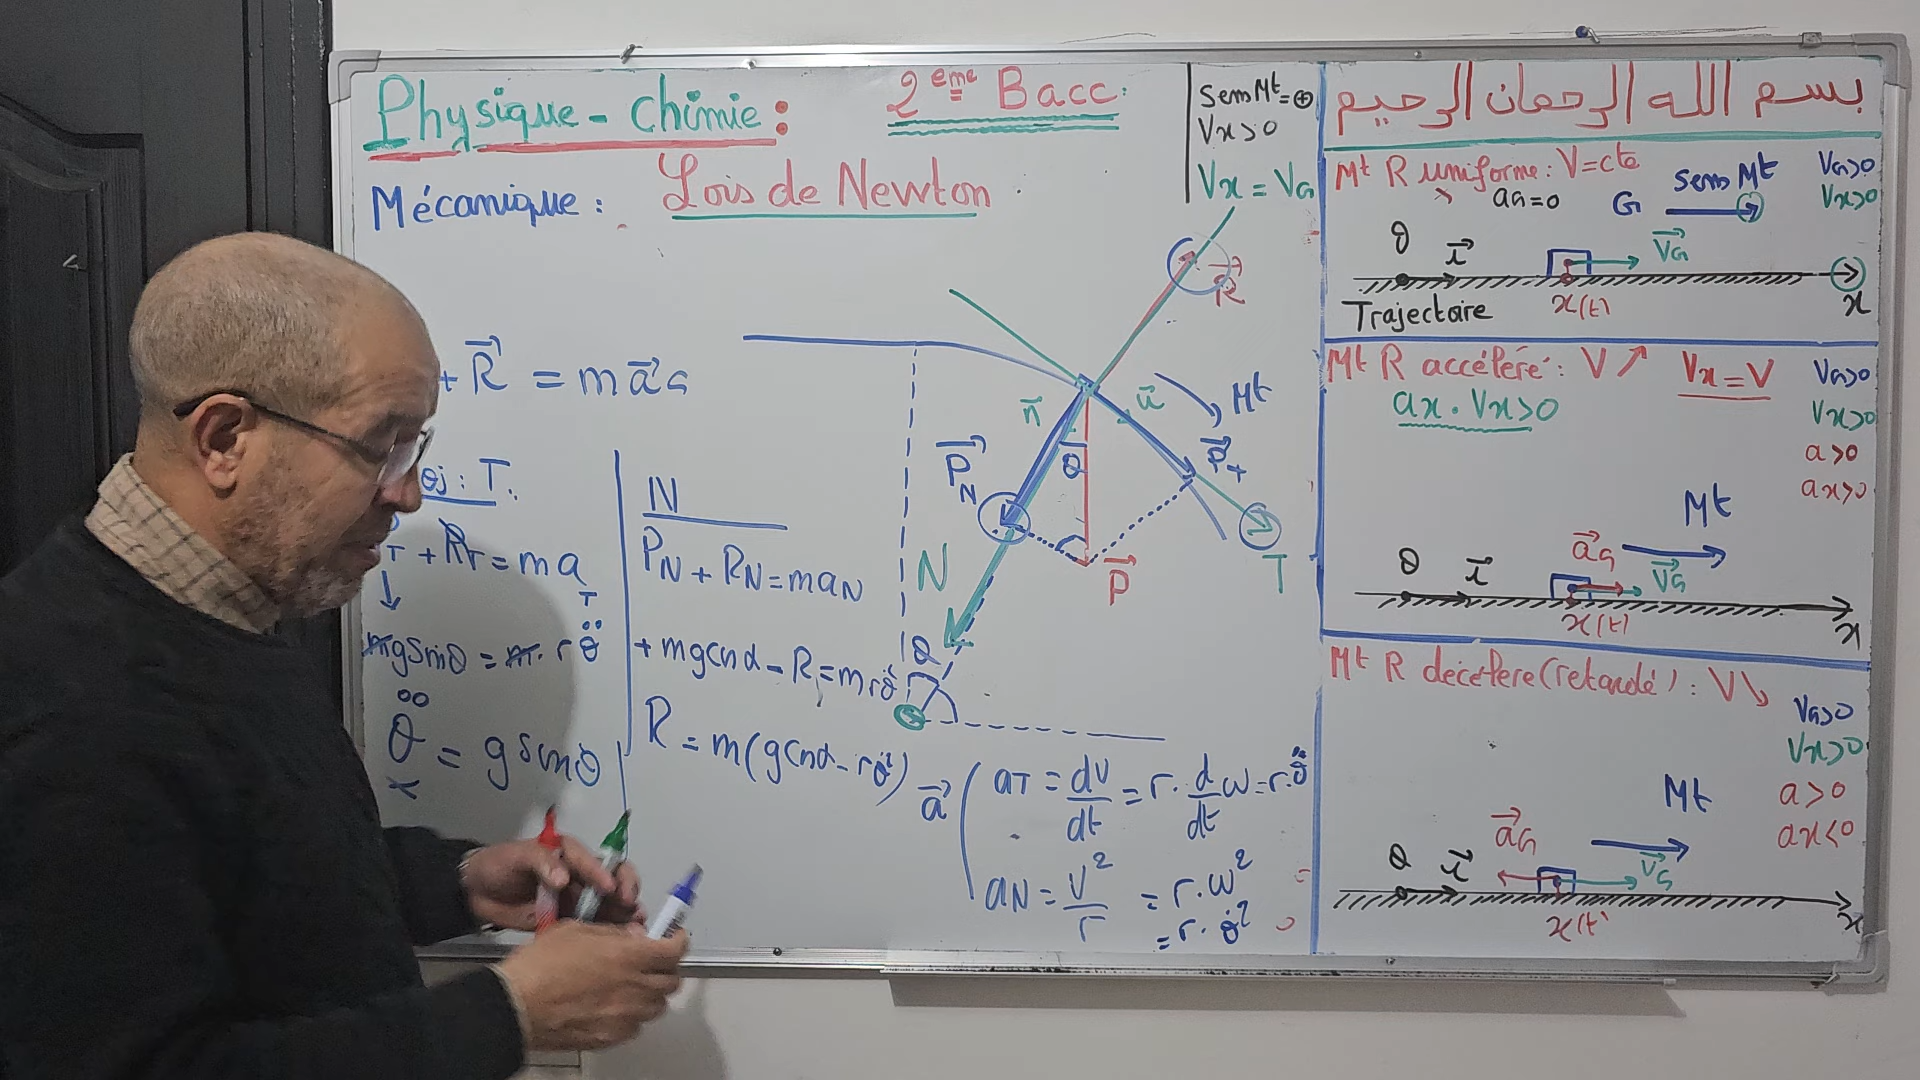 Physique - chimie :
2eme Bacc :
Mécanique : Lois de Newton
Sens Mt = ⊕
Vx > 0
Vx = VG
+ R = m aG
oj : T.
T + RT = m aT
mg sinθ = m . r θ̈
θ̈ = g sinθ
N
PN + RN = m aN
+ mg cos α - R = m r θ̇²
R = m (g cos α - r θ̇²)
R
n
u
Mt
PN
θ
PT
N
P
T
θ
a
aT = dV/dt = r . d/dt ω = r . θ̈
aN = V²/r = r . ω²
= r . θ̇²
بسم الله الرحمان الرحيم
Mt R uniforme : V = cte
VG > 0
aG = 0
G
Sens Mt
Vx > 0
O
i
VG
Trajectoire
x(t)
x
Mt R accéléré : V ↗
Vx = V
VG > 0
ax . Vx > 0
Vx > 0
a > 0
ax > 0
Mt
O
i
aG
VG
x(t)
x
Mt R décéléré (retardé) : V ↘
VG > 0
Vx > 0
Mt
a > 0
aG
ax < 0
O
i
VG
x(t)
x